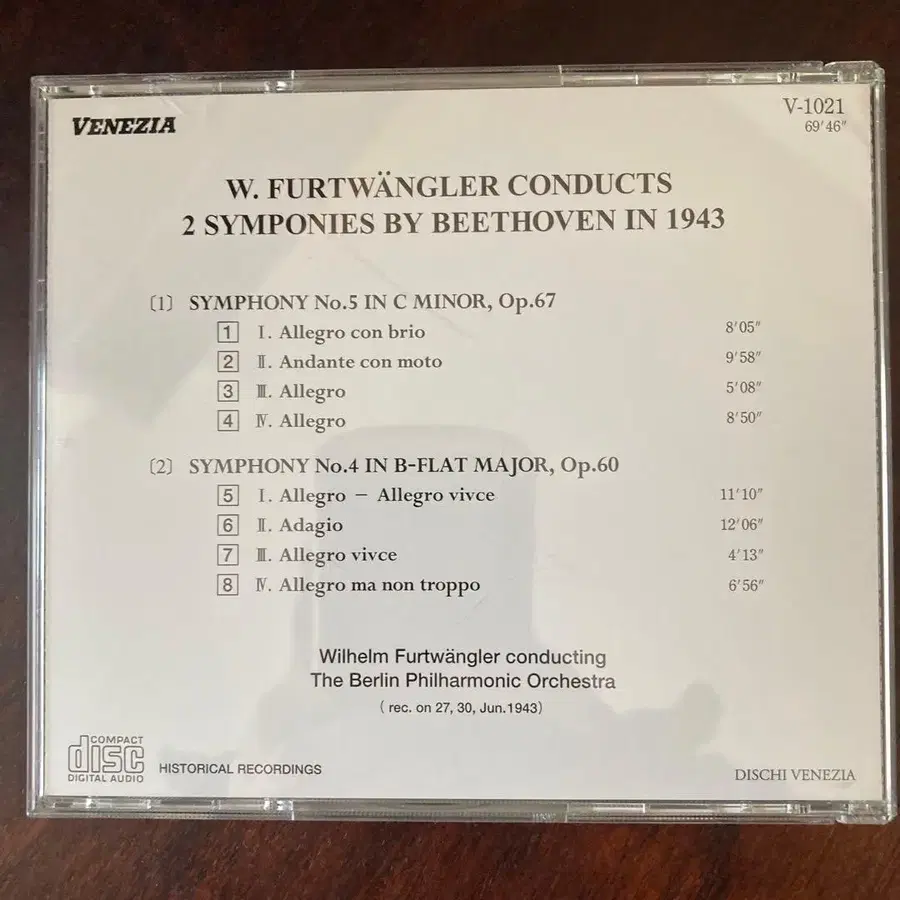 VENEZIA
V-1021
69'46"
W. FURTWÄNGLER CONDUCTS
2 SYMPONIES BY BEETHOVEN IN 1943
〔1〕 SYMPHONY No.5 IN C MINOR, Op.67
1 Ⅰ. Allegro con brio 8'05"
2 Ⅱ. Andante con moto 9'58"
3 Ⅲ. Allegro 5'08"
4 Ⅳ. Allegro 8'50"
〔2〕 SYMPHONY No.4 IN B-FLAT MAJOR, Op.60
5 Ⅰ. Allegro － Allegro vivce 11'10"
6 Ⅱ. Adagio 12'06"
7 Ⅲ. Allegro vivce 4'13"
8 Ⅳ. Allegro ma non troppo 6'56"
Wilhelm Furtwängler conducting
The Berlin Philharmonic Orchestra
( rec. on 27, 30, Jun.1943)
COMPACT
disc
DIGITAL AUDIO
HISTORICAL RECORDINGS
DISCHI VENEZIA